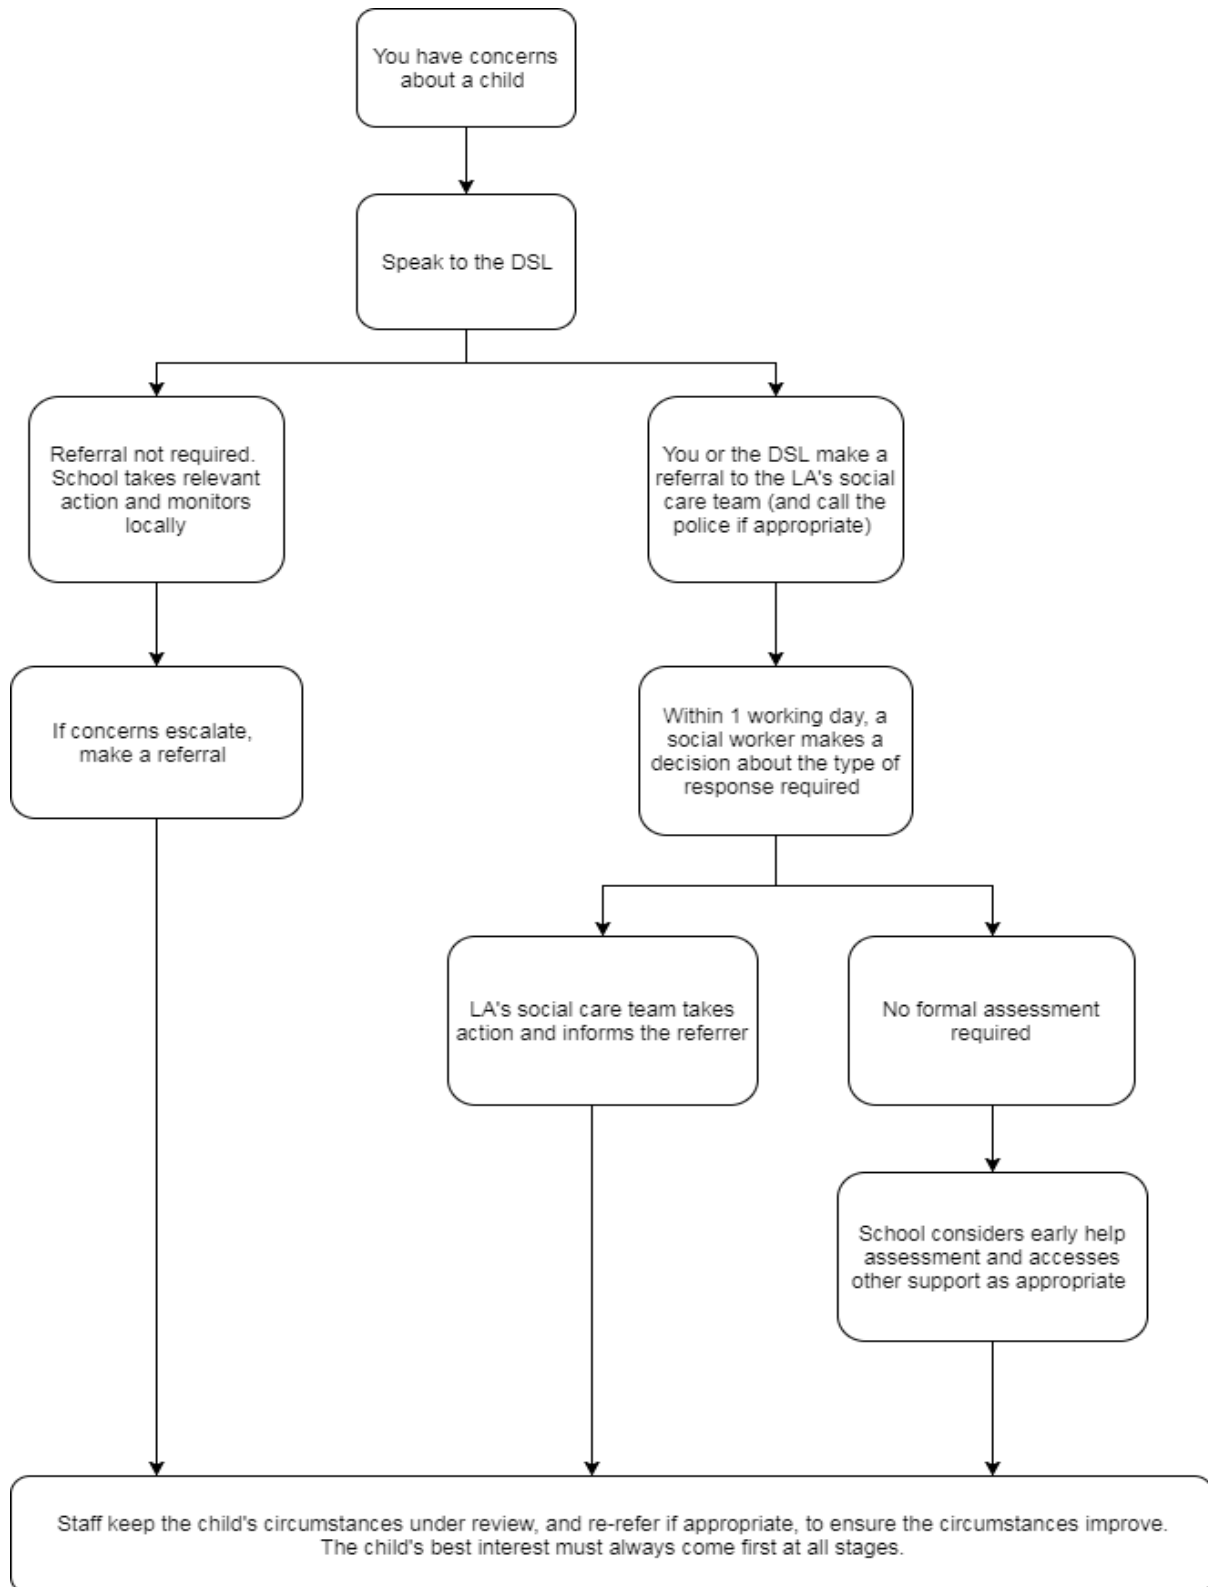 You have concerns
about a child
Speak to the DSL
Referral not required.
School takes relevant
action and monitors
locally
You or the DSL make a
referral to the LA's social
care team (and call the
police if appropriate)
If concerns escalate,
make a referral
Within 1 working day, a
social worker makes a
decision about the type of
response required
LA's social care team takes
action and informs the referrer
No formal assessment
required
School considers early help
assessment and accesses
other support as appropriate
Staff keep the child's circumstances under review, and re-refer if appropriate, to ensure the circumstances improve.
The child's best interest must always come first at all stages.